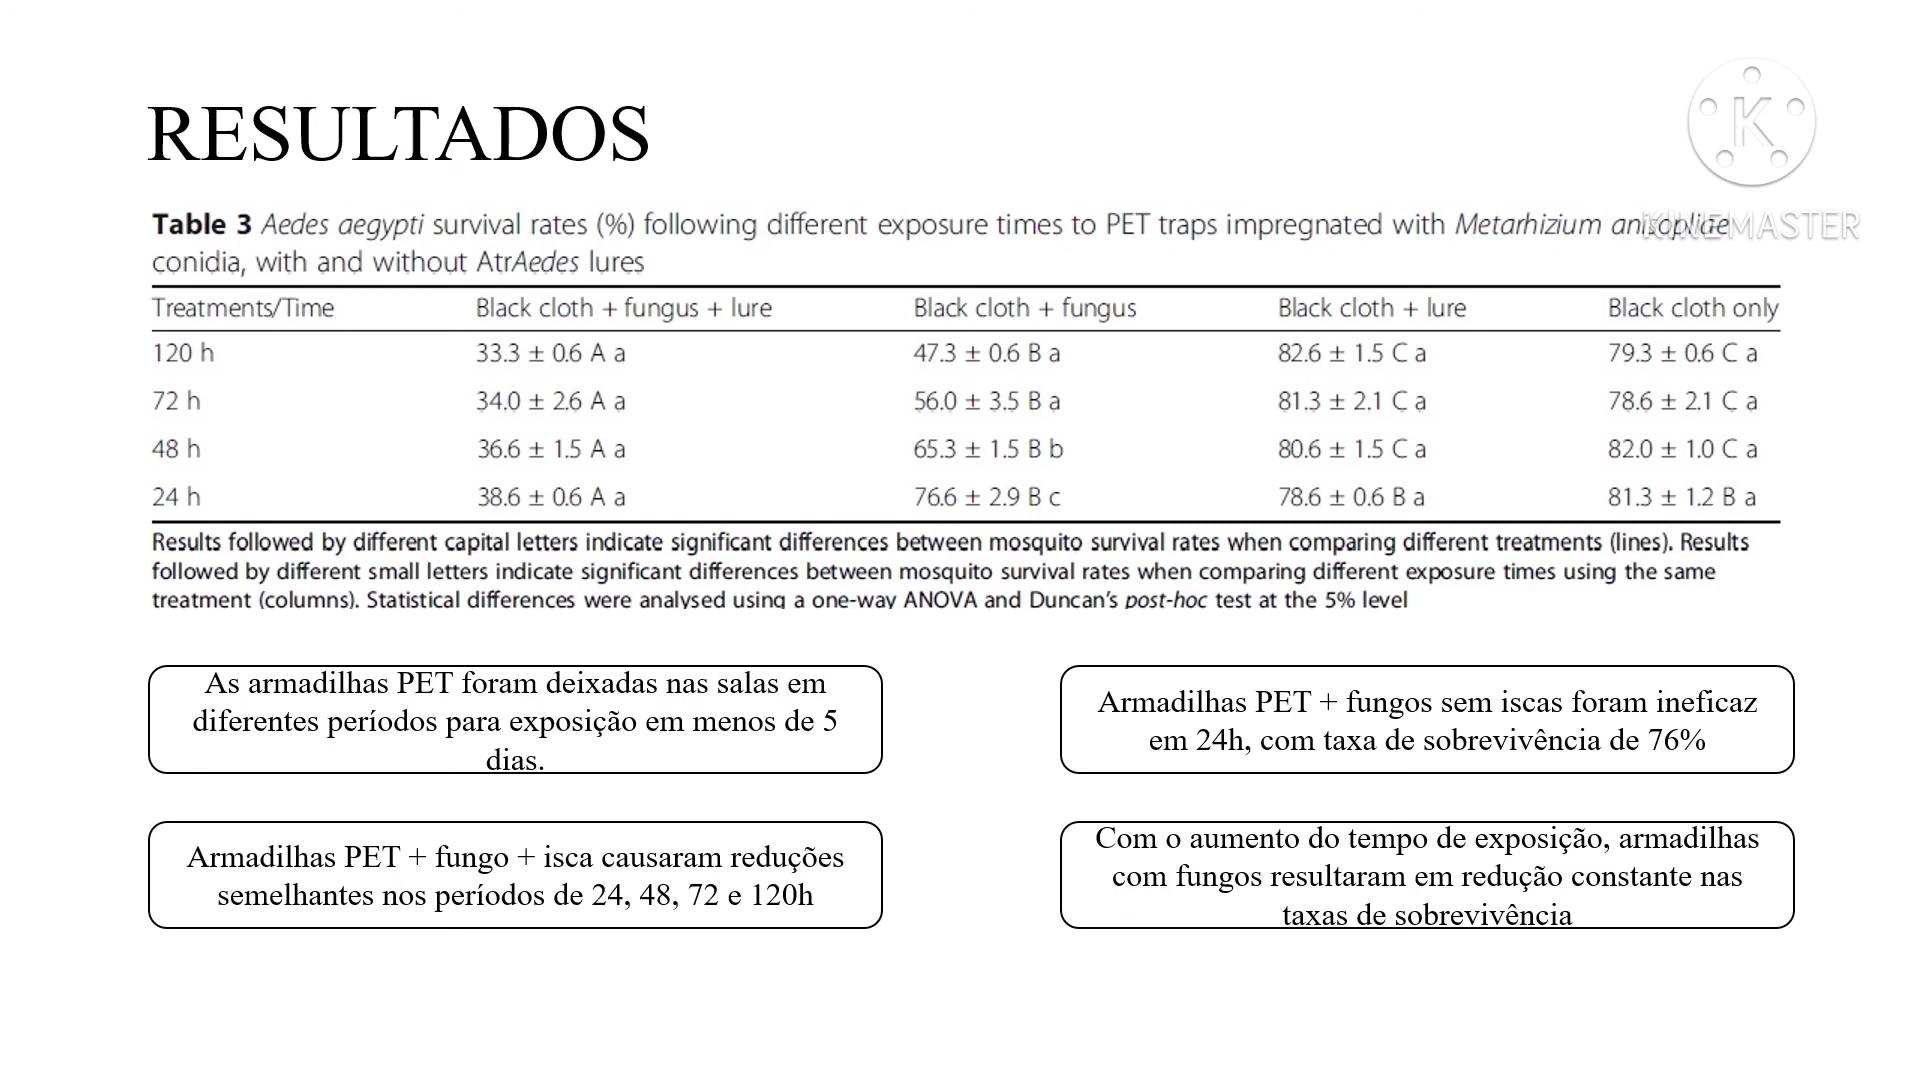 RESULTADOS
K
KINEMASTER
Table 3 Aedes aegypti survival rates (%) following different exposure times to PET traps impregnated with Metarhizium anisopliae
conidia, with and without AtrAedes lures
Treatments/Time Black cloth + fungus + lure Black cloth + fungus Black cloth + lure Black cloth only
120 h 33.3 ± 0.6 A a 47.3 ± 0.6 B a 82.6 ± 1.5 C a 79.3 ± 0.6 C a
72 h 34.0 ± 2.6 A a 56.0 ± 3.5 B a 81.3 ± 2.1 C a 78.6 ± 2.1 C a
48 h 36.6 ± 1.5 A a 65.3 ± 1.5 B b 80.6 ± 1.5 C a 82.0 ± 1.0 C a
24 h 38.6 ± 0.6 A a 76.6 ± 2.9 B c 78.6 ± 0.6 B a 81.3 ± 1.2 B a
Results followed by different capital letters indicate significant differences between mosquito survival rates when comparing different treatments (lines). Results
followed by different small letters indicate significant differences between mosquito survival rates when comparing different exposure times using the same
treatment (columns). Statistical differences were analysed using a one-way ANOVA and Duncan's post-hoc test at the 5% level
As armadilhas PET foram deixadas nas salas em
diferentes períodos para exposição em menos de 5
dias.
Armadilhas PET + fungos sem iscas foram ineficaz
em 24h, com taxa de sobrevivência de 76%
Armadilhas PET + fungo + isca causaram reduções
semelhantes nos períodos de 24, 48, 72 e 120h
Com o aumento do tempo de exposição, armadilhas
com fungos resultaram em redução constante nas
taxas de sobrevivência